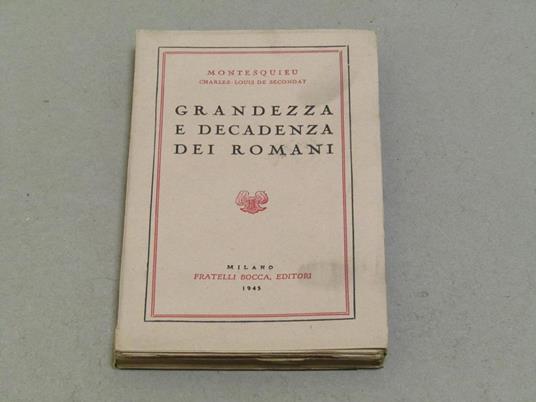 MONTESQUIEU
CHARLES-LOUIS DE SECONDAT
GRANDEZZA
E DECADENZA
DEI ROMANI
MILANO
FRATELLI BOCCA, EDITORI
1945